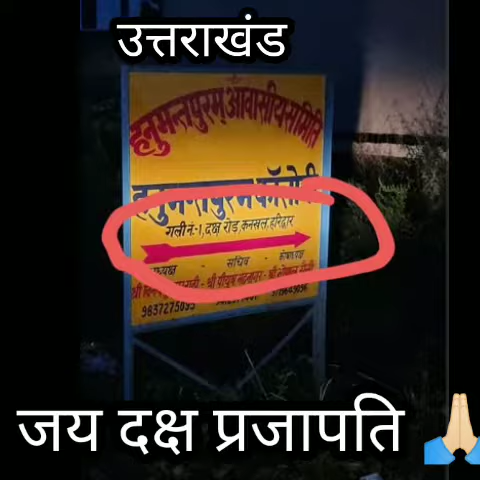 उत्तराखंड
हनुमन्तपुरम् आवासीय समिति
हनुमन्तपुरम कॉलोनी
गली नं.-1, दक्ष रोड़, कनखल, हरिद्वार
अध्यक्ष सचिव कोषाध्यक्ष
श्री श्री श्री
9837275095
जय दक्ष प्रजापति 🙏🏼